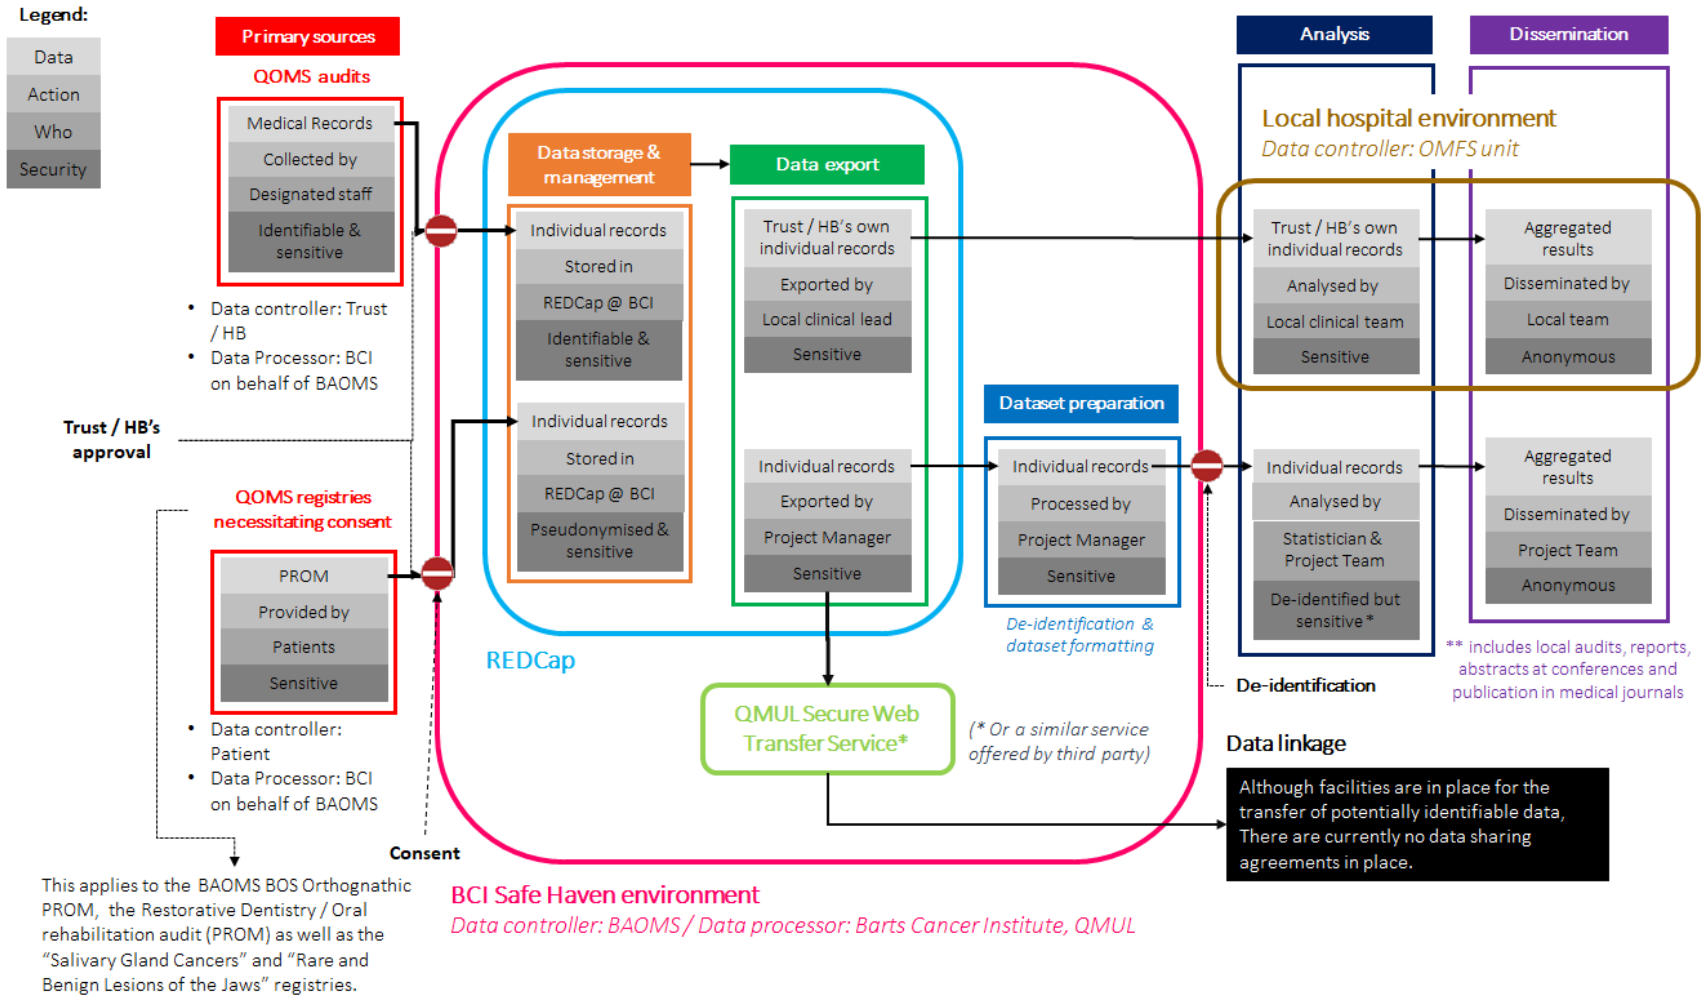 Legend:
Data
Action
Who
Security
Primary sources
QOMS audits
Medical Records
Collected by
Designated staff
Identifiable &
sensitive
• Data controller: Trust
/ HB
• Data Processor: BCI
on behalf of BAOMS
Trust / HB's
approval
QOMS registries
necessitating consent
PROM
Provided by
Patients
Sensitive
• Data controller:
Patient
• Data Processor: BCI
on behalf of BAOMS
Consent
This applies to the BAOMS BOS Orthognathic
PROM, the Restorative Dentistry / Oral
rehabilitation audit (PROM) as well as the
“Salivary Gland Cancers” and “Rare and
Benign Lesions of the Jaws” registries.
Data storage &
management
Individual records
Stored in
REDCap @ BCI
Identifiable &
sensitive
Individual records
Stored in
REDCap @ BCI
Pseudonymised &
sensitive
Data export
Trust / HB's own
individual records
Exported by
Local clinical lead
Sensitive
Individual records
Exported by
Project Manager
Sensitive
REDCap
Dataset preparation
Individual records
Processed by
Project Manager
Sensitive
De-identification &
dataset formatting
QMUL Secure Web
Transfer Service*
(* Or a similar service
offered by third party)
BCI Safe Haven environment
Data controller: BAOMS / Data processor: Barts Cancer Institute, QMUL
Analysis
Dissemination
Local hospital environment
Data controller: OMFS unit
Trust / HB's own
individual records
Analysed by
Local clinical team
Sensitive
Aggregated
results
Disseminated by
Local team
Anonymous
Individual records
Analysed by
Statistician &
Project Team
De-identified but
sensitive *
Aggregated
results
Disseminated by
Project Team
Anonymous
** includes local audits, reports,
abstracts at conferences and
publication in medical journals
De-identification
Data linkage
Although facilities are in place for the
transfer of potentially identifiable data,
There are currently no data sharing
agreements in place.